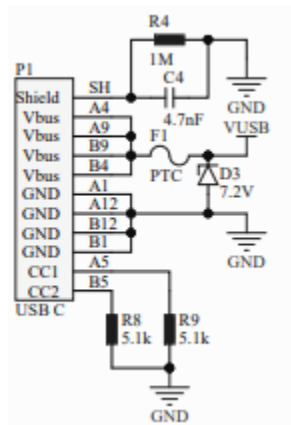 R4
P1
1M
SH
C4
Shield
A4
GND
Vbus
4.7nF
A9
VUSB
Vbus
B9
F1
Vbus
B4
D3
Vbus
PTC
A1
7.2V
GND
A12
GND
B12
GND
B1
GND
A5
GND
CC1
B5
CC2
USB C
R8
R9
5.1k
5.1k
GND